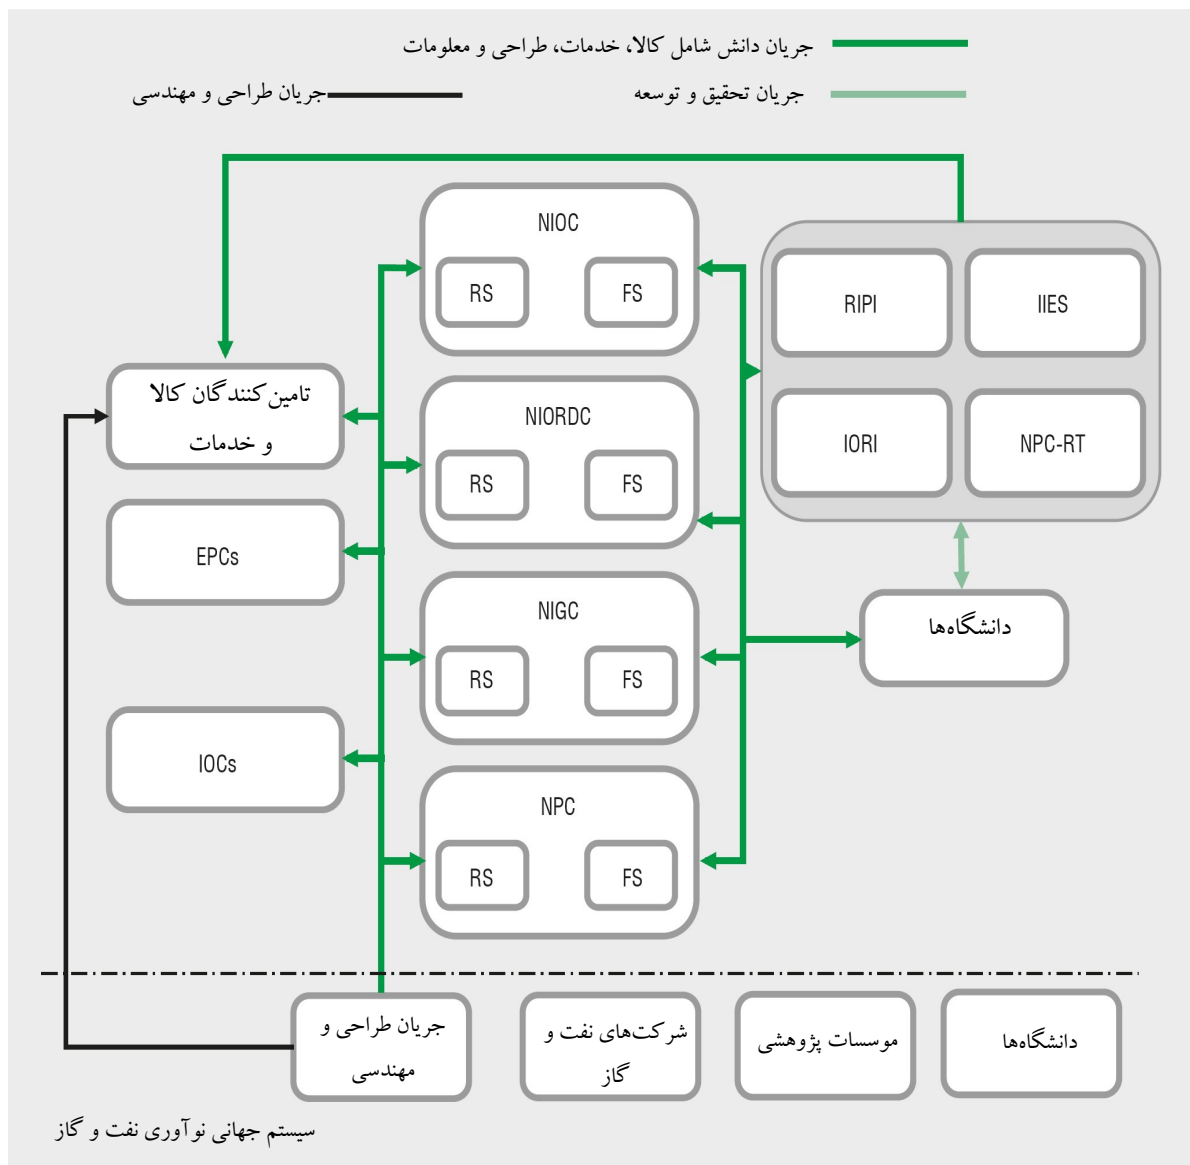 جریان دانش شامل کالا، خدمات، طراحی و معلومات
جریان تحقیق و توسعه
جریان طراحی و مهندسی
NIOC
RS
FS
RIPI
IIES
IORI
NPC-RT
تامین‌کنندگان کالا
و خدمات
NIORDC
RS
FS
EPCs
NIGC
RS
FS
دانشگاه‌ها
IOCs
NPC
RS
FS
جریان طراحی و
مهندسی
شرکت‌های نفت و
گاز
موسسات پژوهشی
دانشگاه‌ها
سیستم جهانی نوآوری نفت و گاز